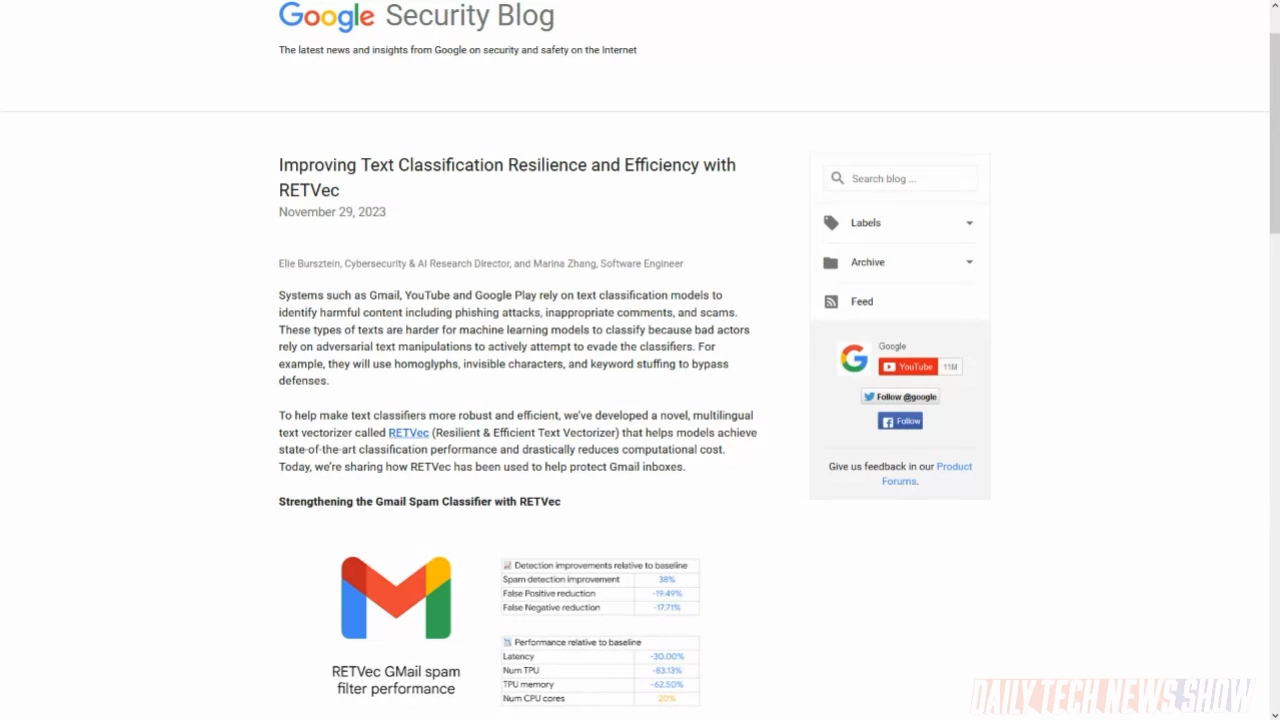 Google Security Blog
The latest news and insights from Google on security and safety on the Internet
Improving Text Classification Resilience and Efficiency with
RETVec
November 29, 2023
Elie Bursztein, Cybersecurity & AI Research Director, and Marina Zhang, Software Engineer
Systems such as Gmail, YouTube and Google Play rely on text classification models to
identify harmful content including phishing attacks, inappropriate comments, and scams.
These types of texts are harder for machine learning models to classify because bad actors
rely on adversarial text manipulations to actively attempt to evade the classifiers. For
example, they will use homoglyphs, invisible characters, and keyword stuffing to bypass
defenses.
To help make text classifiers more robust and efficient, we've developed a novel, multilingual
text vectorizer called RETVec (Resilient & Efficient Text Vectorizer) that helps models achieve
state-of-the-art classification performance and drastically reduces computational cost.
Today, we're sharing how RETVec has been used to help protect Gmail inboxes.
Strengthening the Gmail Spam Classifier with RETVec
RETVec GMail spam
filter performance
Detection improvements relative to baseline
Spam detection improvement 38%
False Positive reduction -19.49%
False Negative reduction -17.71%
Performance relative to baseline
Latency -30.00%
Num TPU -83.13%
TPU memory -62.50%
Num CPU cores 20%
Search blog ...
Labels
Archive
Feed
Google
YouTube 11M
Follow @google
Follow
Give us feedback in our Product
Forums.
DAILY TECH NEWS SHOW